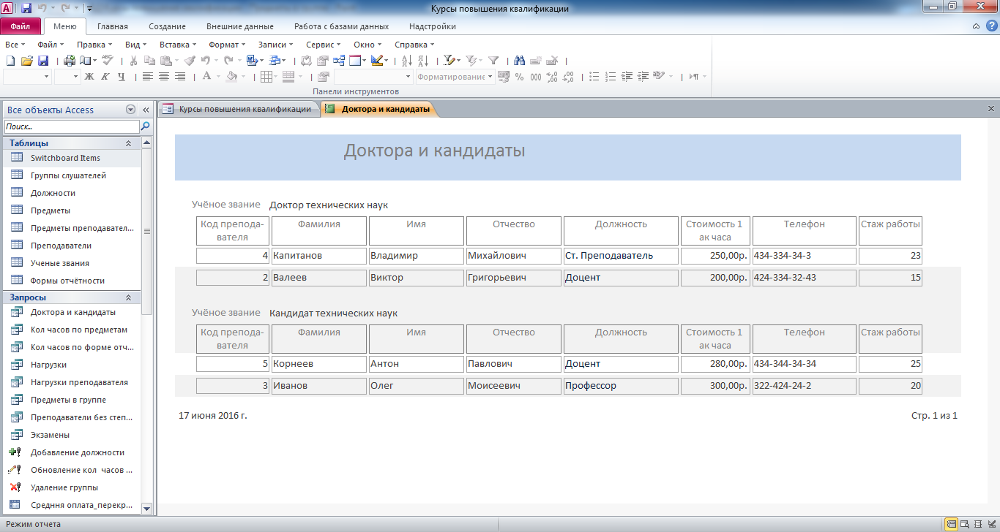 Курсы повышения квалификации
Файл Меню Главная Создание Внешние данные Работа с базами данных Надстройки
Все Файл Правка Вид Вставка Формат Записи Сервис Окно Справка
Ж К Ч Форматирование % 000
Панели инструментов
Все объекты Access
Поиск...
Таблицы
Switchboard Items
Группы слушателей
Должности
Предметы
Предметы преподавател...
Преподаватели
Ученые звания
Формы отчётности
Запросы
Доктора и кандидаты
Кол часов по предметам
Кол часов по форме отч...
Нагрузки
Нагрузки преподавателя
Предметы в группе
Преподаватели без степ...
Экзамены
Добавление должности
Обновление кол часов ...
Удаление группы
Средння оплата_перекр...
Курсы повышения квалификации Доктора и кандидаты
Доктора и кандидаты
Учёное звание Доктор технических наук
Код препода- Фамилия Имя Отчество Должность Стоимость 1 Телефон Стаж работы
вателя ак часа
4 Капитанов Владимир Михайлович Ст. Преподаватель 250,00р. 434-334-34-3 23
2 Валеев Виктор Григорьевич Доцент 200,00р. 424-334-32-43 15
Учёное звание Кандидат технических наук
Код препода- Фамилия Имя Отчество Должность Стоимость 1 Телефон Стаж работы
вателя ак часа
5 Корнеев Антон Павлович Доцент 280,00р. 434-344-34-34 25
3 Иванов Олег Моисеевич Профессор 300,00р. 322-424-24-2 20
17 июня 2016 г. Стр. 1 из 1
Режим отчета